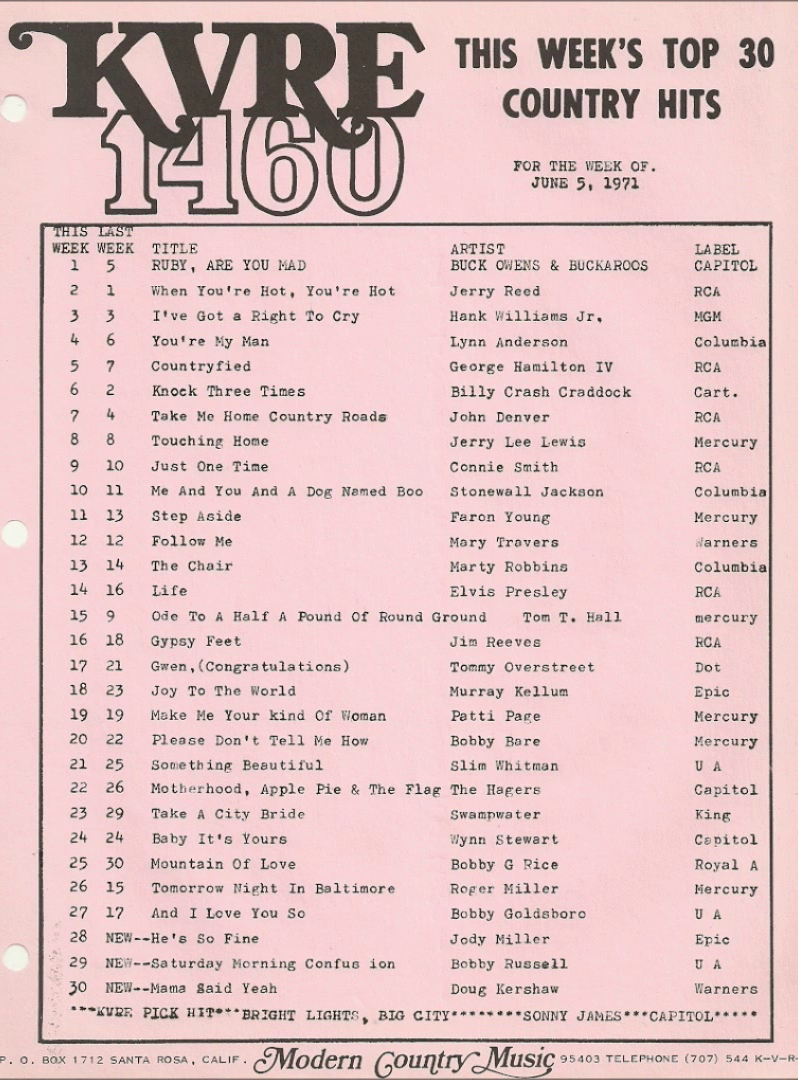 KVRE
1460
THIS WEEK'S TOP 30
COUNTRY HITS
FOR THE WEEK OF.
JUNE 5, 1971
THIS LAST
WEEK WEEK TITLE ARTIST LABEL
1 5 RUBY, ARE YOU MAD BUCK OWENS & BUCKAROOS CAPITOL
2 1 When You're Hot, You're Hot Jerry Reed RCA
3 3 I've Got a Right To Cry Hank Williams Jr. MGM
4 6 You're My Man Lynn Anderson Columbia
5 7 Countryfied George Hamilton IV RCA
6 2 Knock Three Times Billy Crash Craddock Cart.
7 4 Take Me Home Country Roads John Denver RCA
8 8 Touching Home Jerry Lee Lewis Mercury
9 10 Just One Time Connie Smith RCA
10 11 Me And You And A Dog Named Boo Stonewall Jackson Columbia
11 13 Step Aside Faron Young Mercury
12 12 Follow Me Mary Travers Warners
13 14 The Chair Marty Robbins Columbia
14 16 Life Elvis Presley RCA
15 9 Ode To A Half A Pound Of Round Ground Tom T. Hall mercury
16 18 Gypsy Feet Jim Reeves RCA
17 21 Gwen,(Congratulations) Tommy Overstreet Dot
18 23 Joy To The World Murray Kellum Epic
19 19 Make Me Your kind Of Woman Patti Page Mercury
20 22 Please Don't Tell Me How Bobby Bare Mercury
21 25 Something Beautiful Slim Whitman U A
22 26 Motherhood, Apple Pie & The Flag The Hagers Capitol
23 29 Take A City Bride Swampwater King
24 24 Baby It's Yours Wynn Stewart Capitol
25 30 Mountain Of Love Bobby G Rice Royal A
26 15 Tomorrow Night In Baltimore Roger Miller Mercury
27 17 And I Love You So Bobby Goldsboro U A
28 NEW--He's So Fine Jody Miller Epic
29 NEW--Saturday Morning Confus ion Bobby Russell U A
30 NEW--Mama Said Yeah Doug Kershaw Warners
***KVRE PICK HIT***BRIGHT LIGHTS, BIG CITY********SONNY JAMES***CAPITOL*****
P. O. BOX 1712 SANTA ROSA, CALIF. Modern Country Music 95403 TELEPHONE (707) 544 K-V-R-